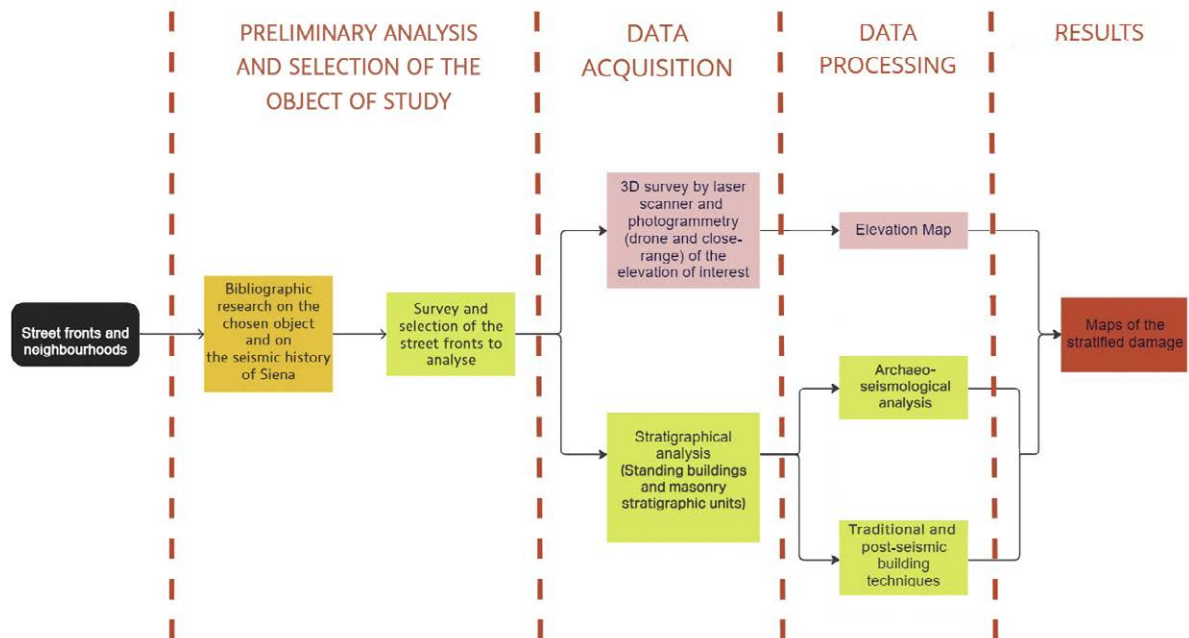 PRELIMINARY ANALYSIS
AND SELECTION OF THE
OBJECT OF STUDY
DATA
ACQUISITION
DATA
PROCESSING
RESULTS
Street fronts and
neighbourhoods
Bibliographic
research on the
chosen object
and on
the seismic history
of Siena
Survey and
selection of the
street fronts to
analyse
3D survey by laser
scanner and
photogrammetry
(drone and close-
range) of the
elevation of interest
Stratigraphical
analysis
(Standing buildings
and masonry
stratigraphic units)
Elevation Map
Archaeo-
seismological
analysis
Traditional and
post-seismic
building
techniques
Maps of the
stratified damage